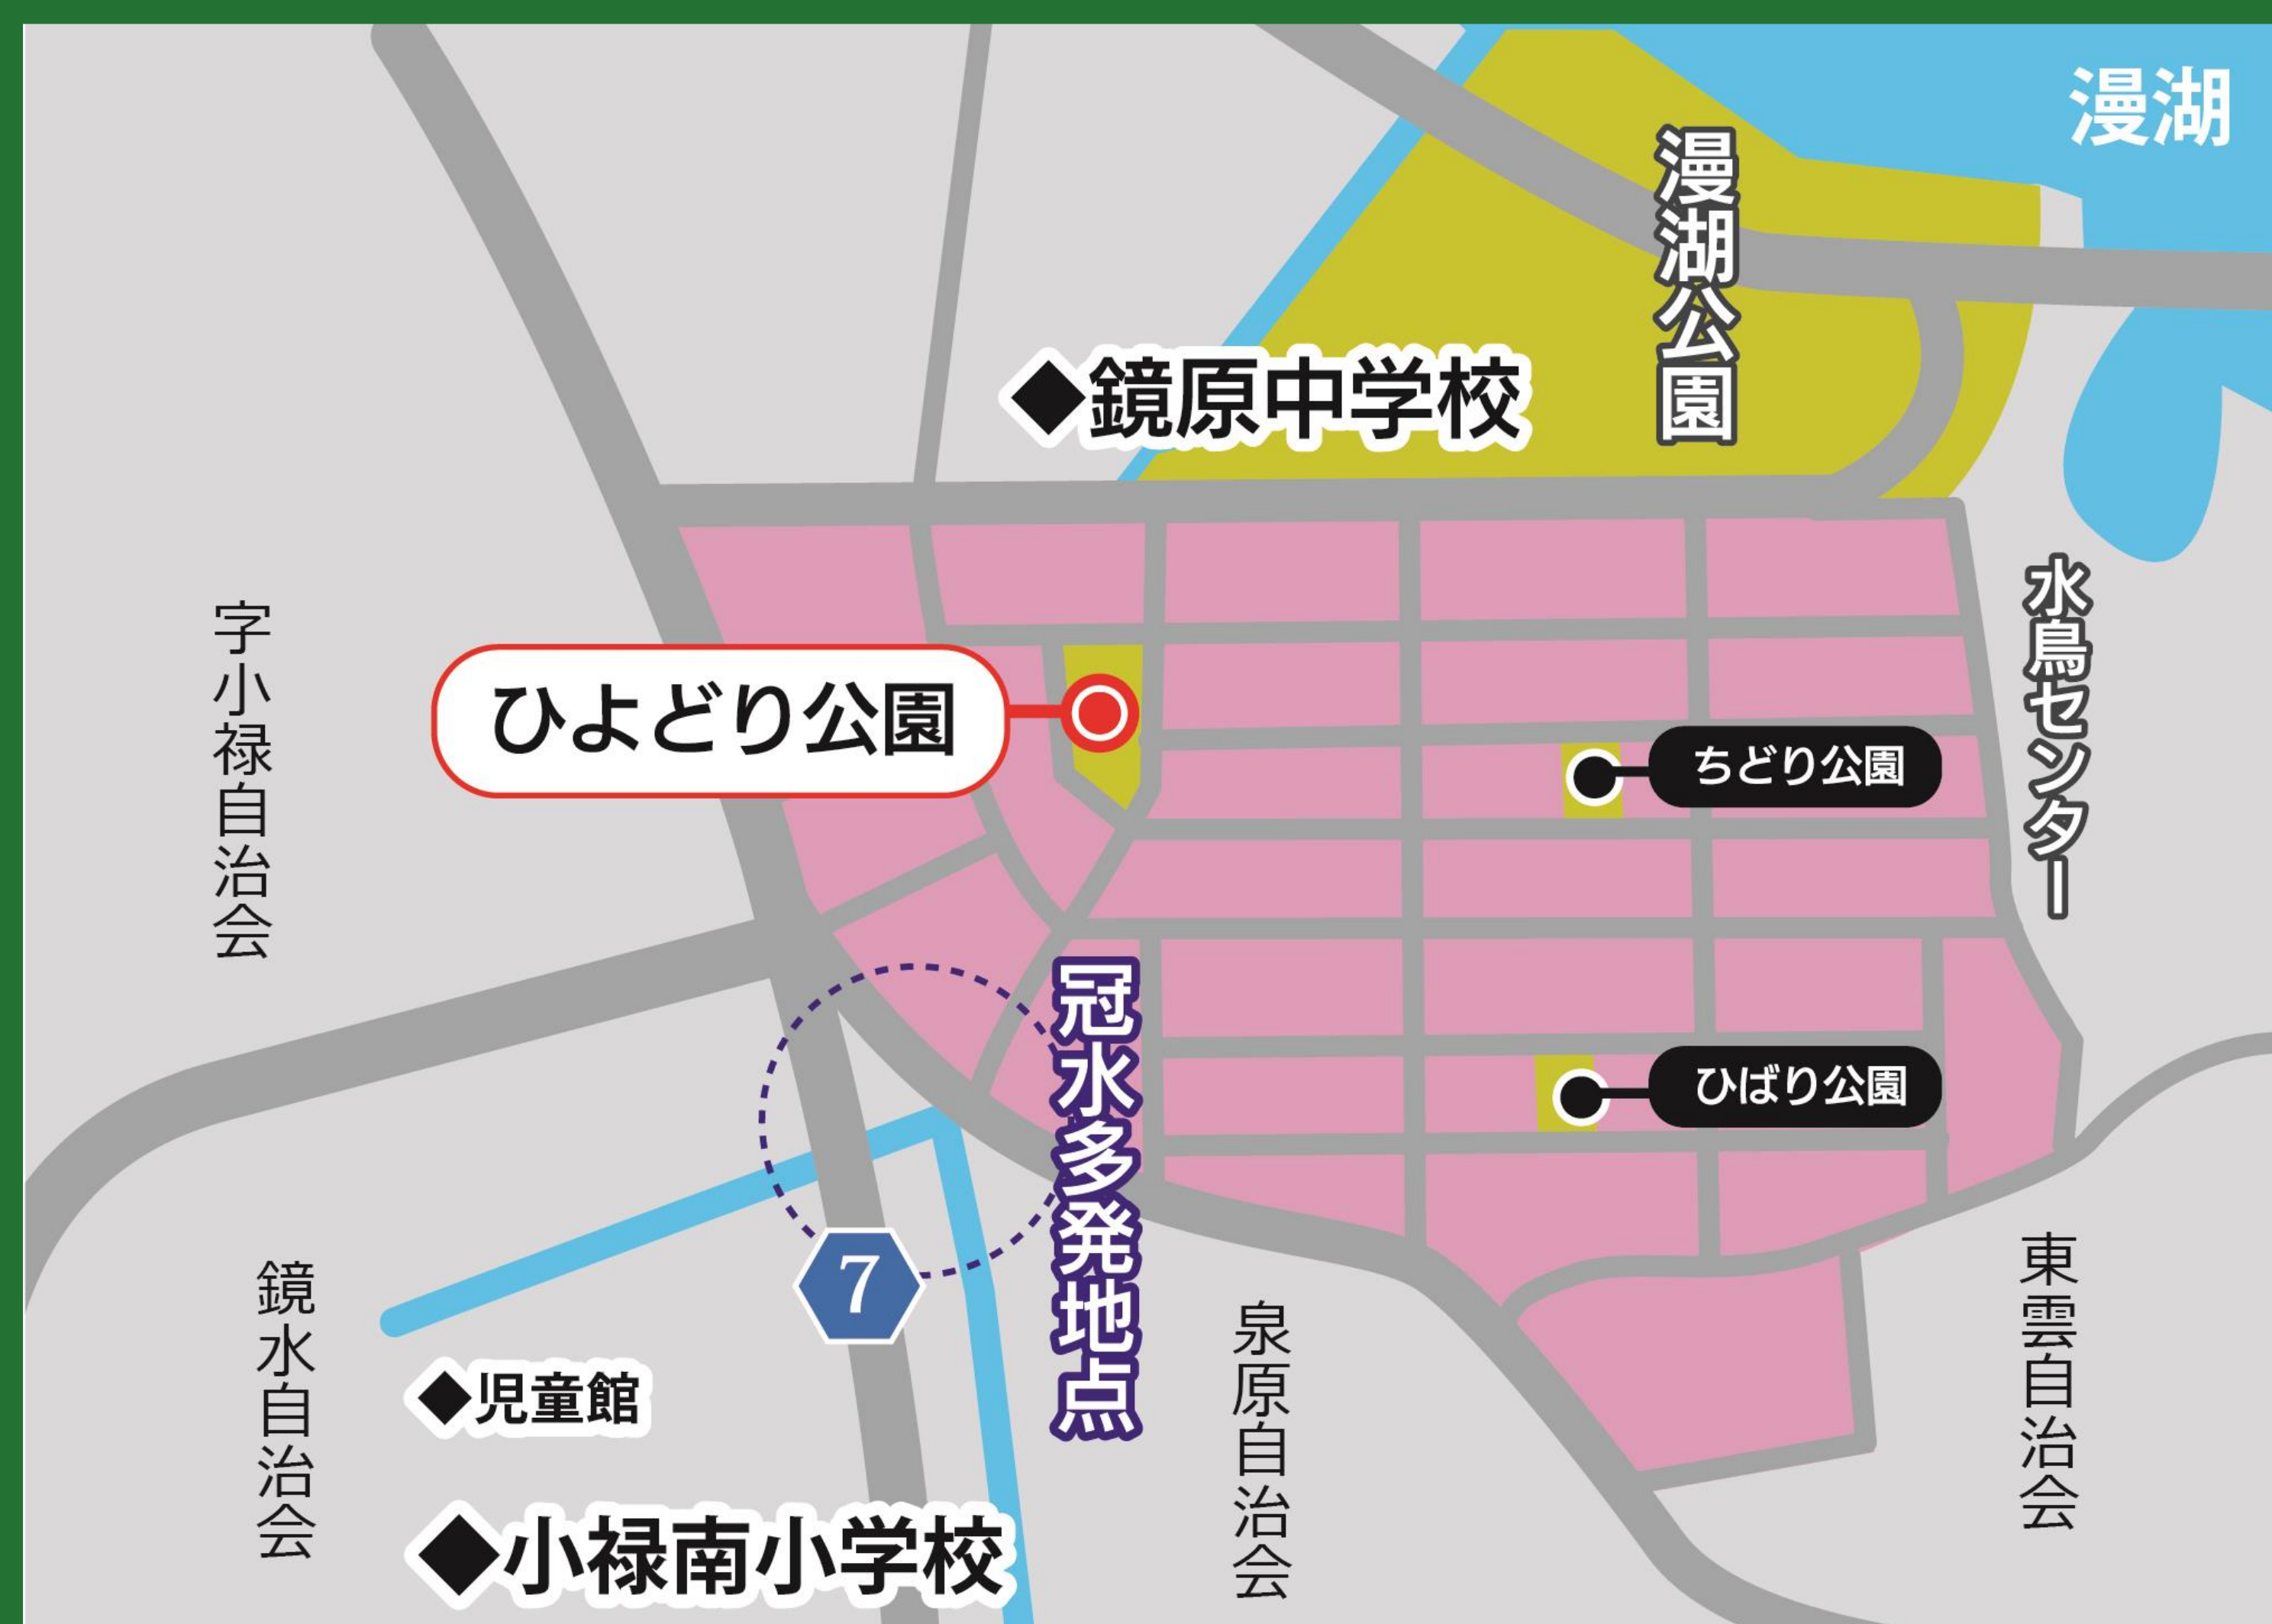 漫湖
漫湖公園
◆鏡原中学校
水鳥センター
字小禄自治会
ひよどり公園
ちどり公園
冠水多発地点
ひばり公園
7
鏡水自治会
東雲自治会
泉原自治会
◆児童館
◆小禄南小学校